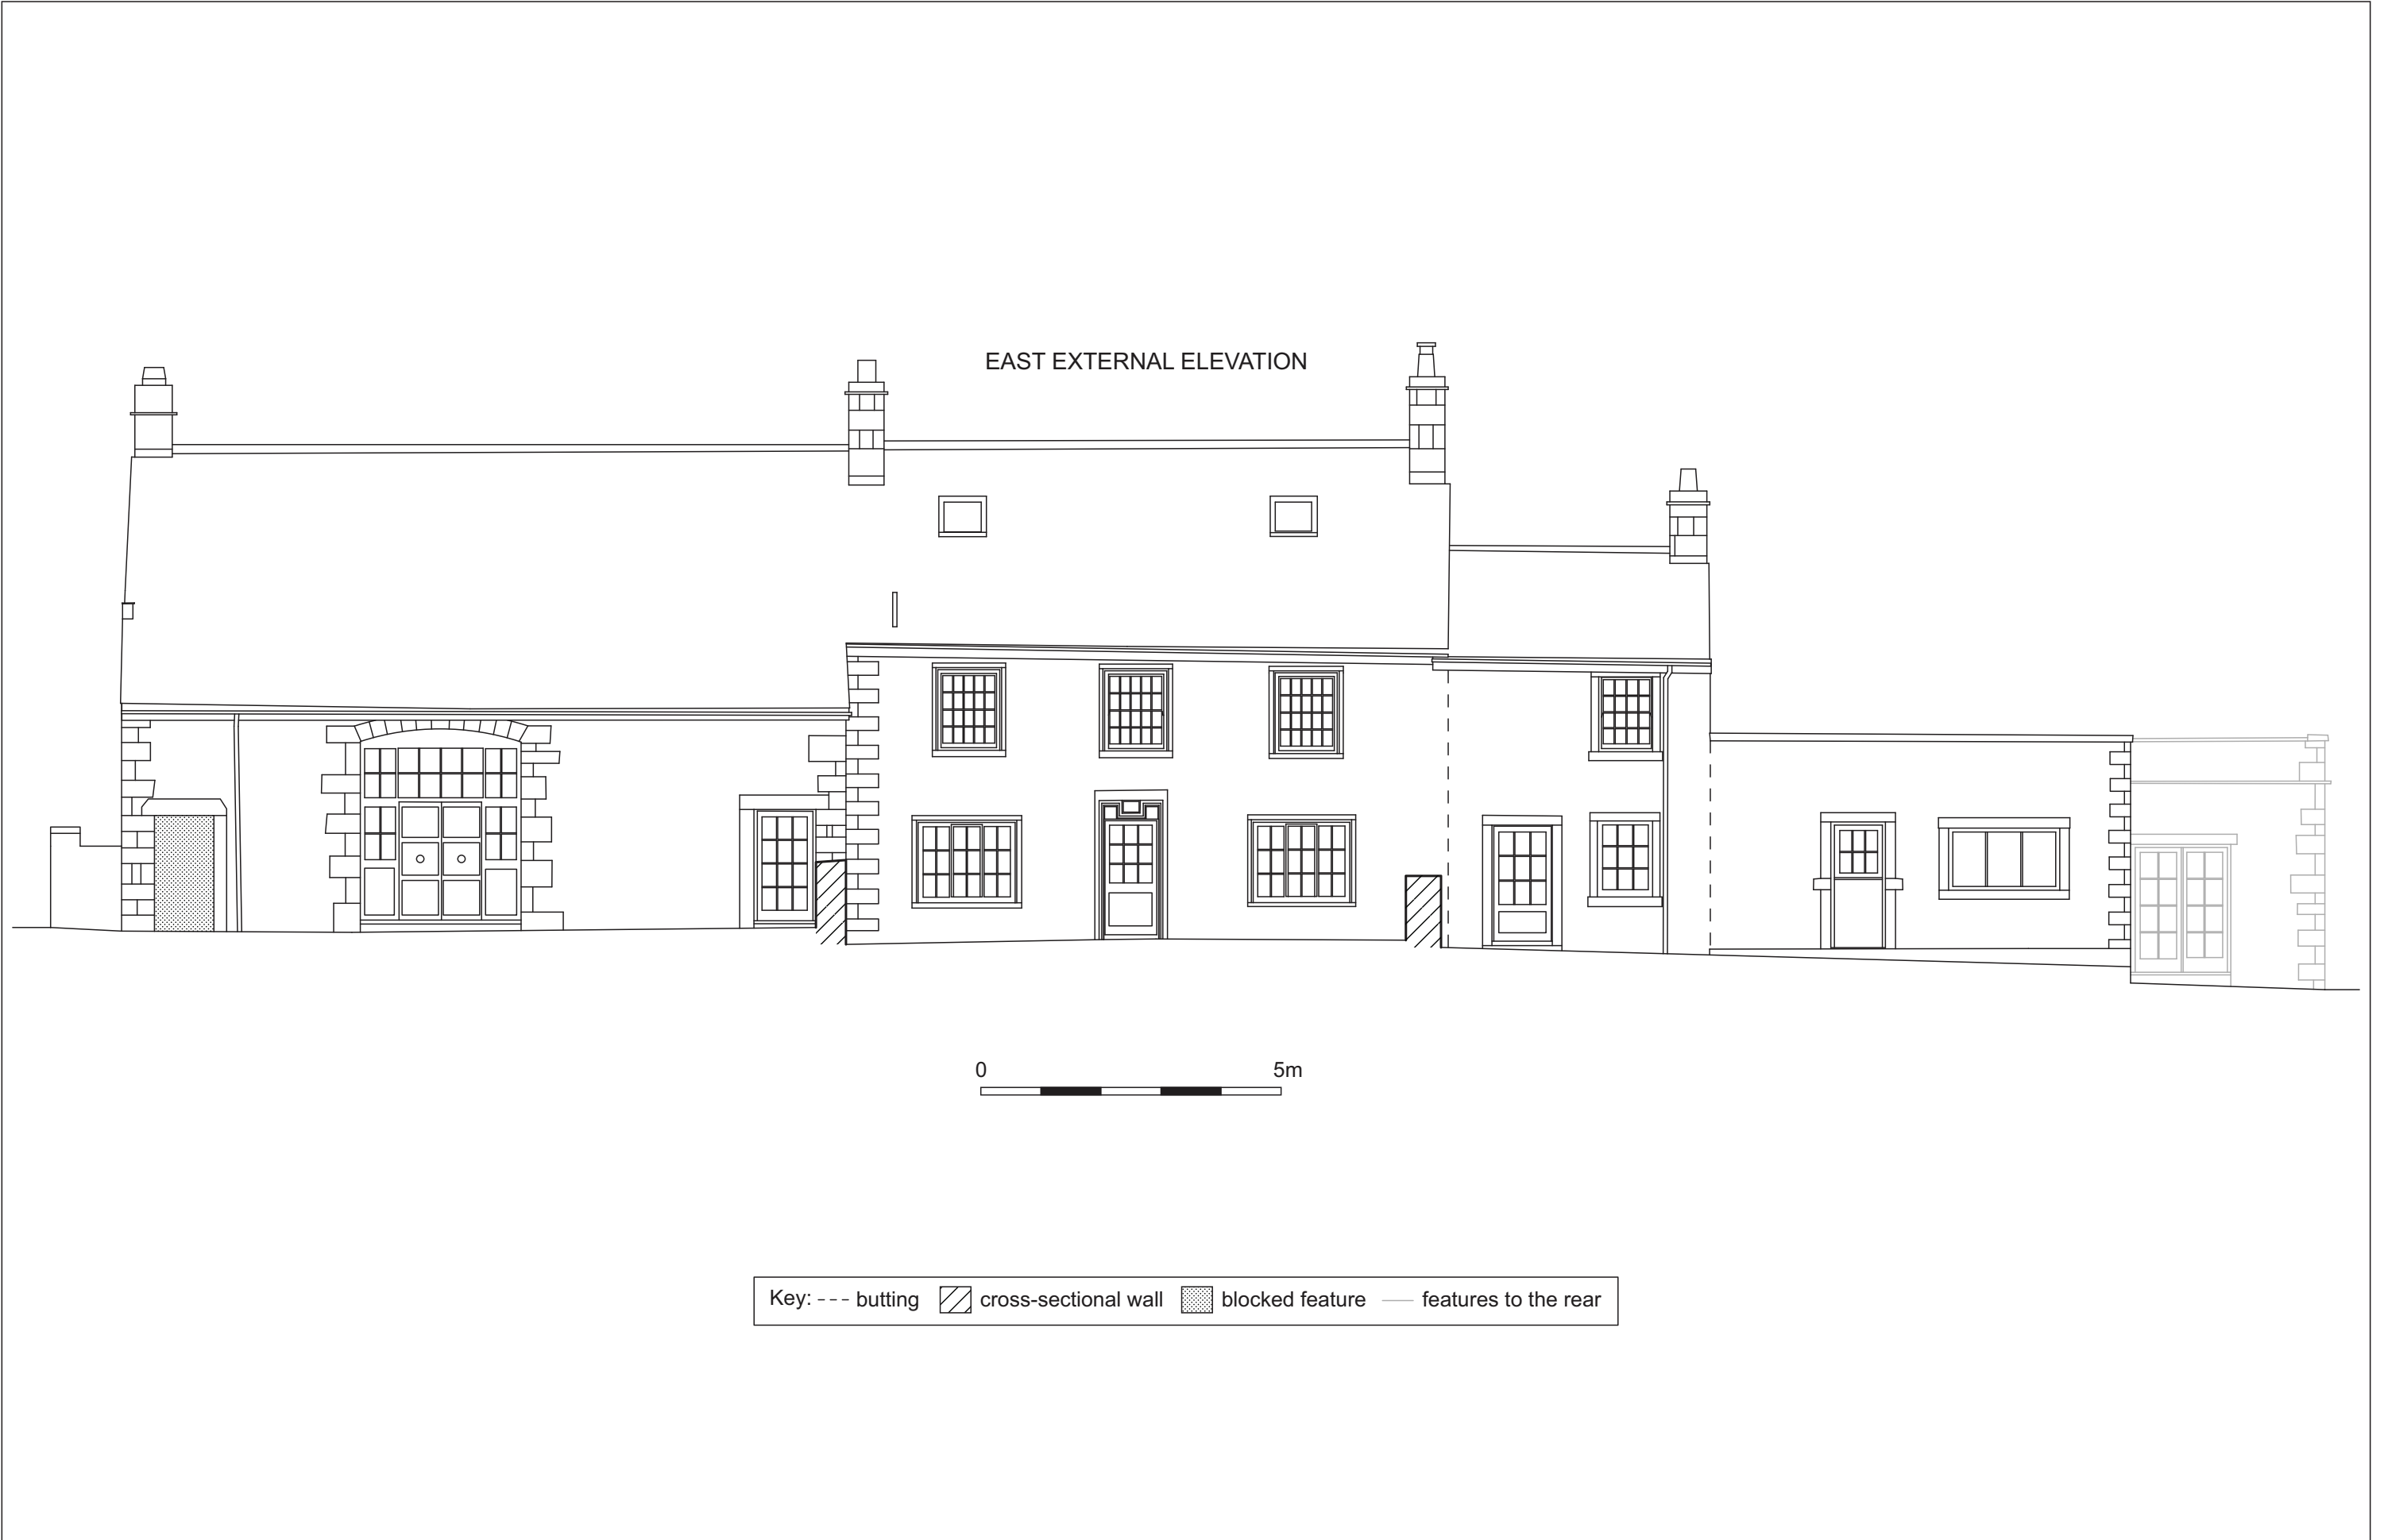 EAST EXTERNAL ELEVATION
0 5m
Key: butting cross-sectional wall blocked feature features to the rear